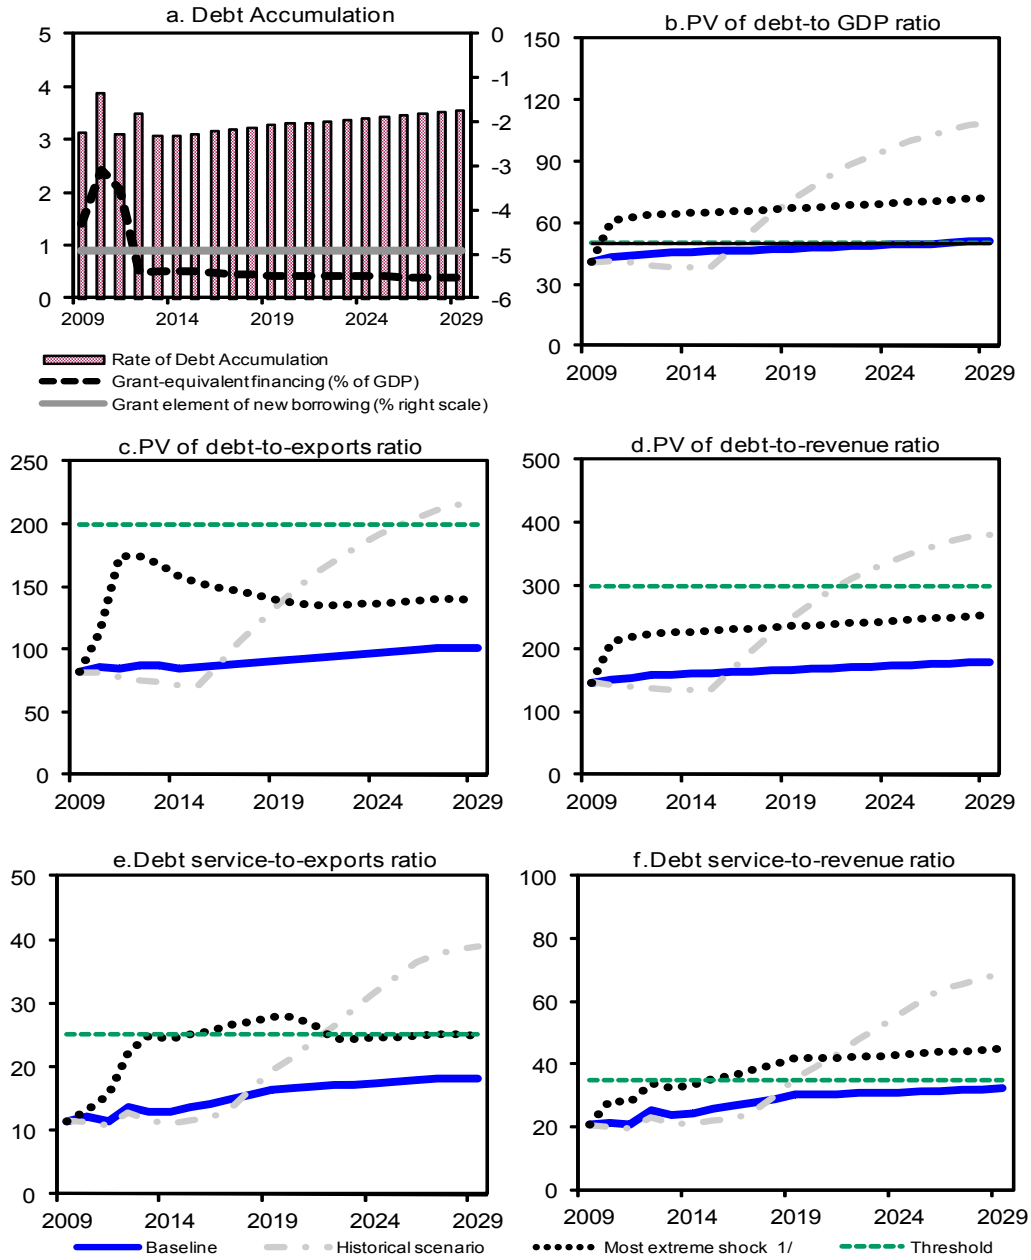 a. Debt Accumulation
5
4
3
2
1
0
0
-1
-2
-3
-4
-5
-6
2009 2014 2019 2024 2029
Rate of Debt Accumulation
Grant-equivalent financing (% of GDP)
Grant element of new borrowing (% right scale)
b.PV of debt-to GDP ratio
150
120
90
60
30
0
2009 2014 2019 2024 2029
c.PV of debt-to-exports ratio
250
200
150
100
50
0
2009 2014 2019 2024 2029
d.PV of debt-to-revenue ratio
500
400
300
200
100
0
2009 2014 2019 2024 2029
e.Debt service-to-exports ratio
50
40
30
20
10
0
2009 2014 2019 2024 2029
f.Debt service-to-revenue ratio
100
80
60
40
20
0
2009 2014 2019 2024 2029
Baseline Historical scenario Most extreme shock 1/ Threshold